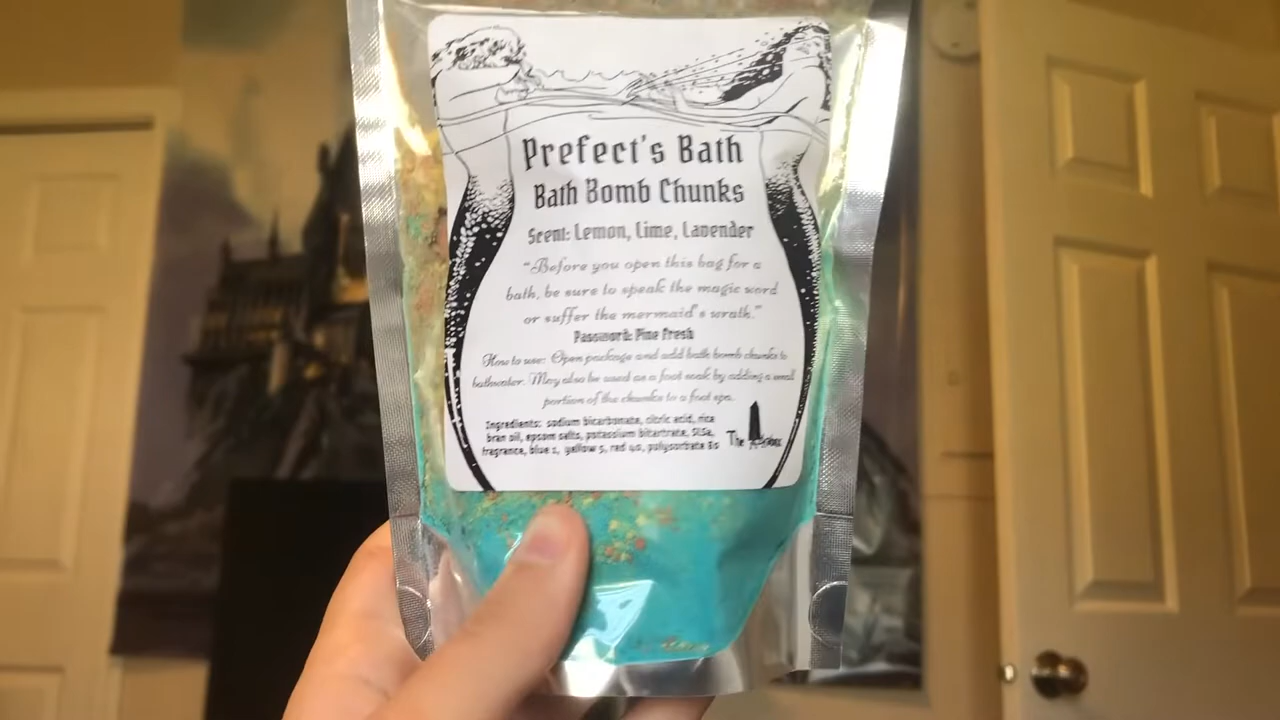 Prefect's Bath
Bath Bomb Chunks
Scent: Lemon, Lime, Lavender
"Before you open this bag for a
bath, be sure to speak the magic word
or suffer the mermaid's wrath."
Password: Pine Fresh
How to use: Open package and add bath bomb chunks to
bathwater. May also be used as a foot soak by adding a small
portion of the chunks to a foot spa.
Ingredients: sodium bicarbonate, citric acid, rice
bran oil, epsom salts, potassium bitartrate, SLSa,
fragrance, blue 1, yellow 5, red 40, polysorbate 80
The